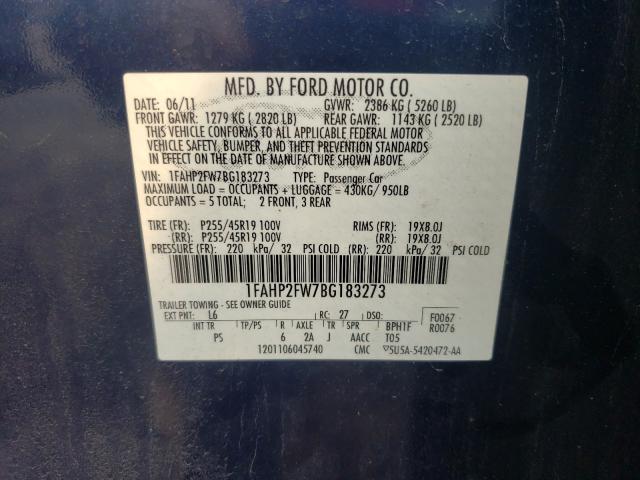 MFD. BY FORD MOTOR CO.
DATE: 06/11 GVWR: 2386 KG ( 5260 LB)
FRONT GAWR: 1279 KG ( 2820 LB) REAR GAWR: 1143 KG ( 2520 LB)
THIS VEHICLE CONFORMS TO ALL APPLICABLE FEDERAL MOTOR
VEHICLE SAFETY, BUMPER, AND THEFT PREVENTION STANDARDS
IN EFFECT ON THE DATE OF MANUFACTURE SHOWN ABOVE.
VIN: 1FAHP2FW7BG183273 TYPE: Passenger Car
MAXIMUM LOAD = OCCUPANTS + LUGGAGE = 430KG/ 950LB
OCCUPANTS = 5 TOTAL; 2 FRONT, 3 REAR
TIRE (FR): P255/45R19 100V RIMS (FR): 19X8.0J
(RR): P255/45R19 100V (RR): 19X8.0J
PRESSURE (FR): 220 kPa/ 32 PSI COLD (RR): 220 kPa/ 32 PSI COLD
1FAHP2FW7BG183273
TRAILER TOWING - SEE OWNER GUIDE
EXT PNT: L6 RC: 27 DSO: F0067
R0076
INT TR TP/PS R AXLE TR SPR BPH1F
PS 6 2A J AACC T05
1201106045740 CMC ▽5U5A-5420472-AA